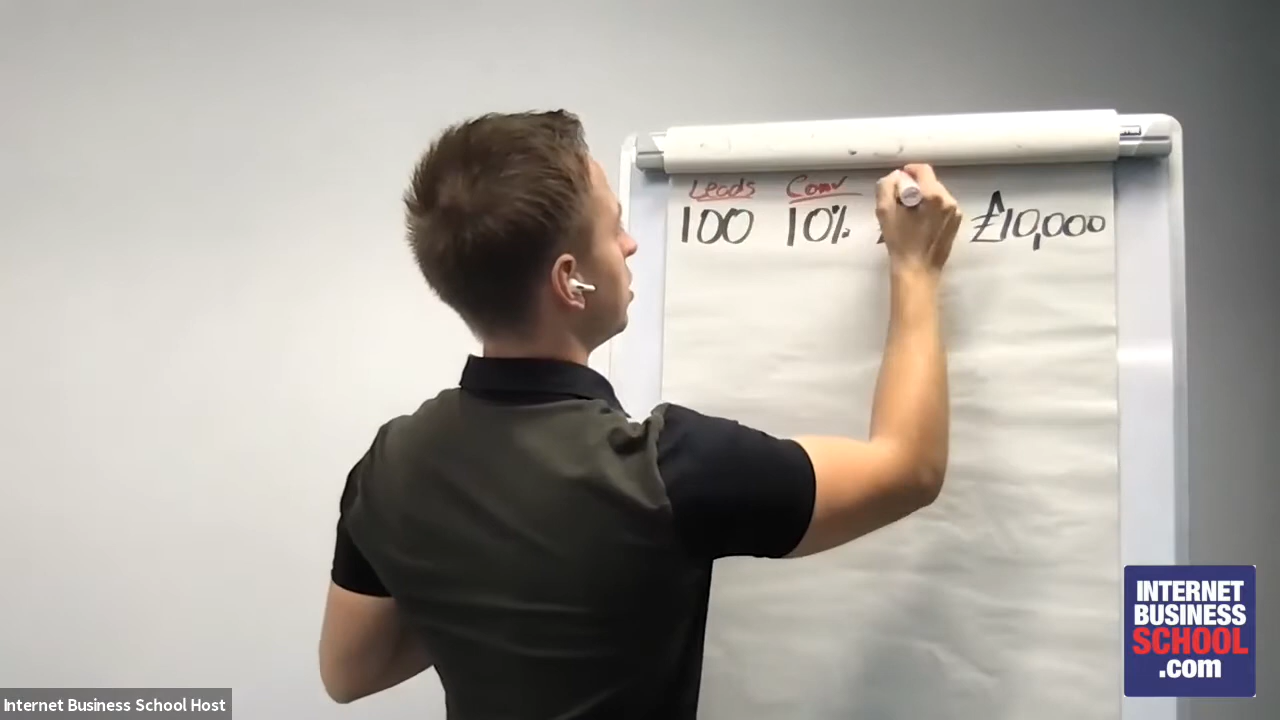 Leads Conv
100 10% £10,000
INTERNET
BUSINESS
SCHOOL
.com
Internet Business School Host